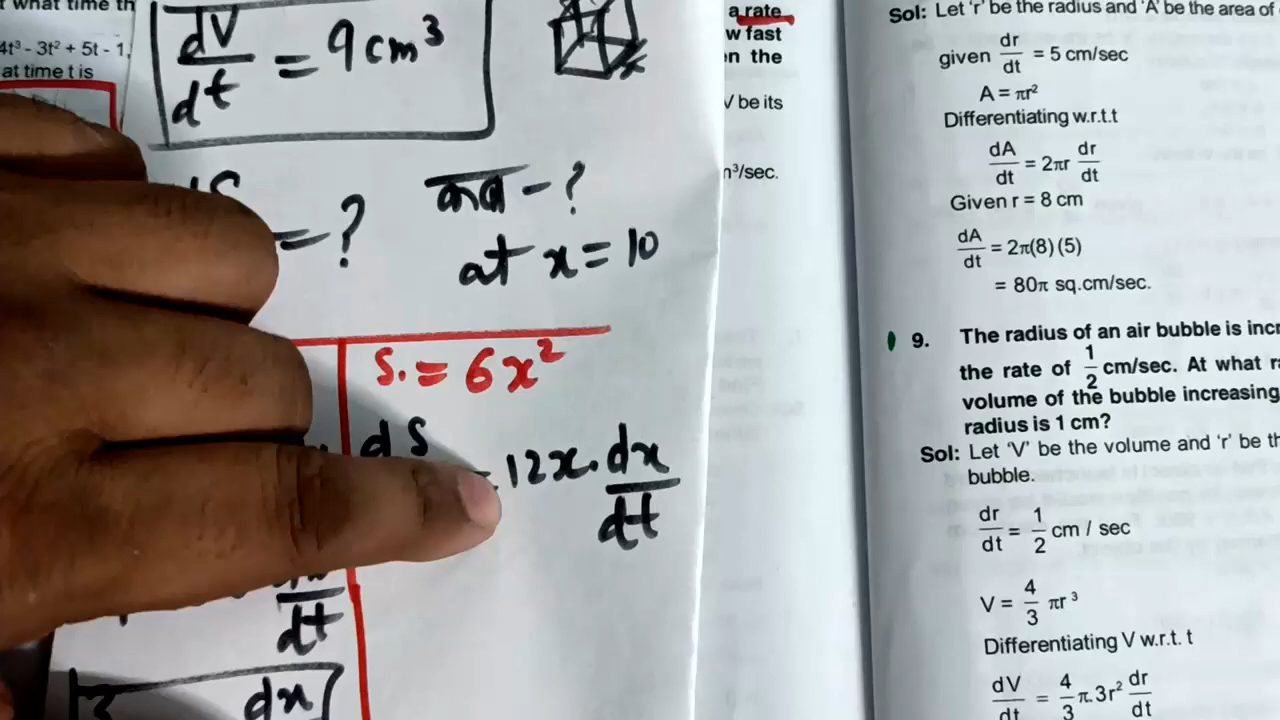 what time th
4t³ - 3t² + 5t - 1,
at time t is
dV/dt = 9 cm³
= ?
- ?
at x = 10
S. = 6x²
dS
12x. dx/dt
dt
dx
a rate
w fast
n the
V be its
m³/sec.
Sol: Let 'r' be the radius and 'A' be the area of
given dr/dt = 5 cm/sec
A = πr²
Differentiating w.r.t.t
dA/dt = 2πr dr/dt
Given r = 8 cm
dA/dt = 2π(8) (5)
= 80π sq.cm/sec.
9. The radius of an air bubble is incr
the rate of 1/2 cm/sec. At what r
volume of the bubble increasing
radius is 1 cm?
Sol: Let 'V' be the volume and 'r' be th
bubble.
dr/dt = 1/2 cm / sec
V = 4/3 πr³
Differentiating V w.r.t. t
dV/dt = 4/3 π.3r² dr/dt